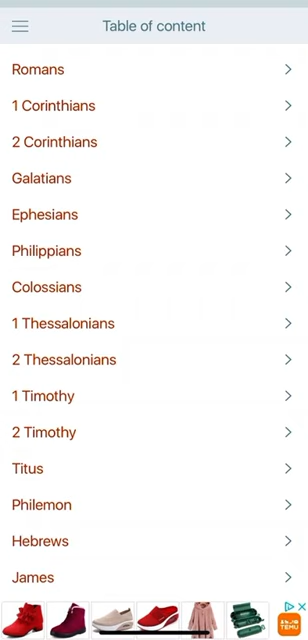 Table of content
Romans
1 Corinthians
2 Corinthians
Galatians
Ephesians
Philippians
Colossians
1 Thessalonians
2 Thessalonians
1 Timothy
2 Timothy
Titus
Philemon
Hebrews
James
TEMU